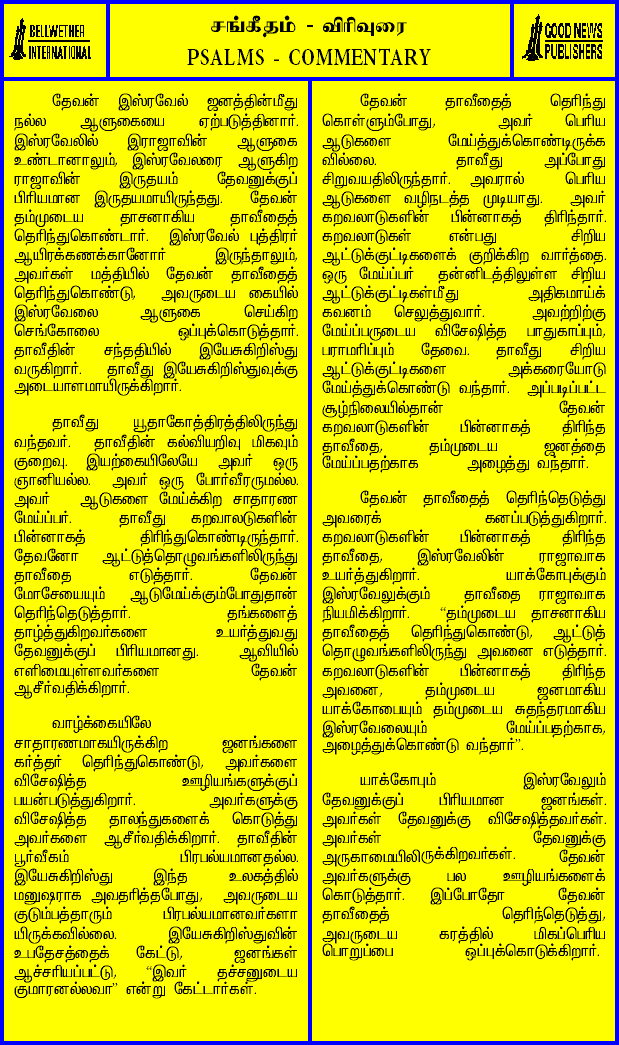 BELLWETHER
INTERNATIONAL
சங்கீதம் - விரிவுரை
PSALMS - COMMENTARY
GOOD NEWS
PUBLISHERS
தேவன் இஸ்ரவேல் ஜனத்தின்மீது
நல்ல ஆளுகையை ஏற்படுத்தினார்.
இஸ்ரவேலில் இராஜாவின் ஆளுகை
உண்டானாலும், இஸ்ரவேலரை ஆளுகிற
ராஜாவின் இருதயம் தேவனுக்குப்
பிரியமான இருதயமாயிருந்தது. தேவன்
தம்முடைய தாசனாகிய தாவீதைத்
தெரிந்துகொண்டார். இஸ்ரவேல் புத்திரர்
ஆயிரக்கணக்கானோர் இருந்தாலும்,
அவர்கள் மத்தியில் தேவன் தாவீதைத்
தெரிந்துகொண்டு, அவருடைய கையில்
இஸ்ரவேலை ஆளுகை செய்கிற
செங்கோலை ஒப்புக்கொடுத்தார்.
தாவீதின் சந்ததியில் இயேசுகிறிஸ்து
வருகிறார். தாவீது இயேசுகிறிஸ்துவுக்கு
அடையாளமாயிருக்கிறார்.
தாவீது யூதாகோத்திரத்திலிருந்து
வந்தவர். தாவீதின் கல்வியறிவு மிகவும்
குறைவு. இயற்கையிலேயே அவர் ஒரு
ஞானியல்ல. அவர் ஒரு போர்வீரருமல்ல.
அவர் ஆடுகளை மேய்க்கிற சாதாரண
மேய்ப்பர். தாவீது கறவாலடுகளின்
பின்னாகத் திரிந்துகொண்டிருந்தார்.
தேவனோ ஆட்டுத்தொழுவங்களிலிருந்து
தாவீதை எடுத்தார். தேவன்
மோசேயையும் ஆடுமேய்க்கும்போதுதான்
தெரிந்தெடுத்தார். தங்களைத்
தாழ்த்துகிறவர்களை உயர்த்துவது
தேவனுக்குப் பிரியமானது. ஆவியில்
எளிமையுள்ளவர்களை தேவன்
ஆசீர்வதிக்கிறார்.
வாழ்க்கையிலே
சாதாரணமாகயிருக்கிற ஜனங்களை
கர்த்தர் தெரிந்துகொண்டு, அவர்களை
விசேஷித்த ஊழியங்களுக்குப்
பயன்படுத்துகிறார். அவர்களுக்கு
விசேஷித்த தாலந்துகளைக் கொடுத்து
அவர்களை ஆசீர்வதிக்கிறார். தாவீதின்
பூர்வீகம் பிரபல்யமானதல்ல.
இயேசுகிறிஸ்து இந்த உலகத்தில்
மனுஷராக அவதரித்தபோது, அவருடைய
குடும்பத்தாரும் பிரபல்யமானவர்களா
யிருக்கவில்லை. இயேசுகிறிஸ்துவின்
உபதேசத்தைக் கேட்டு, ஜனங்கள்
ஆச்சரியப்பட்டு, “இவர் தச்சனுடைய
குமாரனல்லவா” என்று கேட்டார்கள்.
தேவன் தாவீதைத் தெரிந்து
கொள்ளும்போது, அவர் பெரிய
ஆடுகளை மேய்த்துக்கொண்டிருக்க
வில்லை. தாவீது அப்போது
சிறுவயதிலிருந்தார். அவரால் பெரிய
ஆடுகளை வழிநடத்த முடியாது. அவர்
கறவலாடுகளின் பின்னாகத் திரிந்தார்.
கறவலாடுகள் என்பது சிறிய
ஆட்டுக்குட்டிகளைக் குறிக்கிற வார்த்தை.
ஒரு மேய்ப்பர் தன்னிடத்திலுள்ள சிறிய
ஆட்டுக்குட்டிகள்மீது அதிகமாய்க்
கவனம் செலுத்துவார். அவற்றிற்கு
மேய்ப்பருடைய விசேஷித்த பாதுகாப்பும்,
பராமரிப்பும் தேவை. தாவீது சிறிய
ஆட்டுக்குட்டிகளை அக்கரையோடு
மேய்த்துக்கொண்டு வந்தார். அப்படிப்பட்ட
சூழ்நிலையில்தான் தேவன்
கறவலாடுகளின் பின்னாகத் திரிந்த
தாவீதை, தம்முடைய ஜனத்தை
மேய்ப்பதற்காக அழைத்து வந்தார்.
தேவன் தாவீதைத் தெரிந்தெடுத்து
அவரைக் கனப்படுத்துகிறார்.
கறவலாடுகளின் பின்னாகத் திரிந்த
தாவீதை, இஸ்ரவேலின் ராஜாவாக
உயர்த்துகிறார். யாக்கோபுக்கும்
இஸ்ரவேலுக்கும் தாவீதை ராஜாவாக
நியமிக்கிறார். “தம்முடைய தாசனாகிய
தாவீதைத் தெரிந்துகொண்டு, ஆட்டுத்
தொழுவங்களிலிருந்து அவனை எடுத்தார்.
கறவலாடுகளின் பின்னாகத் திரிந்த
அவனை, தம்முடைய ஜனமாகிய
யாக்கோபையும் தம்முடைய சுதந்தரமாகிய
இஸ்ரவேலையும் மேய்ப்பதற்காக,
அழைத்துக்கொண்டு வந்தார்”.
யாக்கோபும் இஸ்ரவேலும்
தேவனுக்குப் பிரியமான ஜனங்கள்.
அவர்கள் தேவனுக்கு விசேஷித்தவர்கள்.
அவர்கள் தேவனுக்கு
அருகாமையிலிருக்கிறவர்கள். தேவன்
அவர்களுக்கு பல ஊழியங்களைக்
கொடுத்தார். இப்போதோ தேவன்
தாவீதைத் தெரிந்தெடுத்து,
அவருடைய கரத்தில் மிகப்பெரிய
பொறுப்பை ஒப்புக்கொடுக்கிறார்.